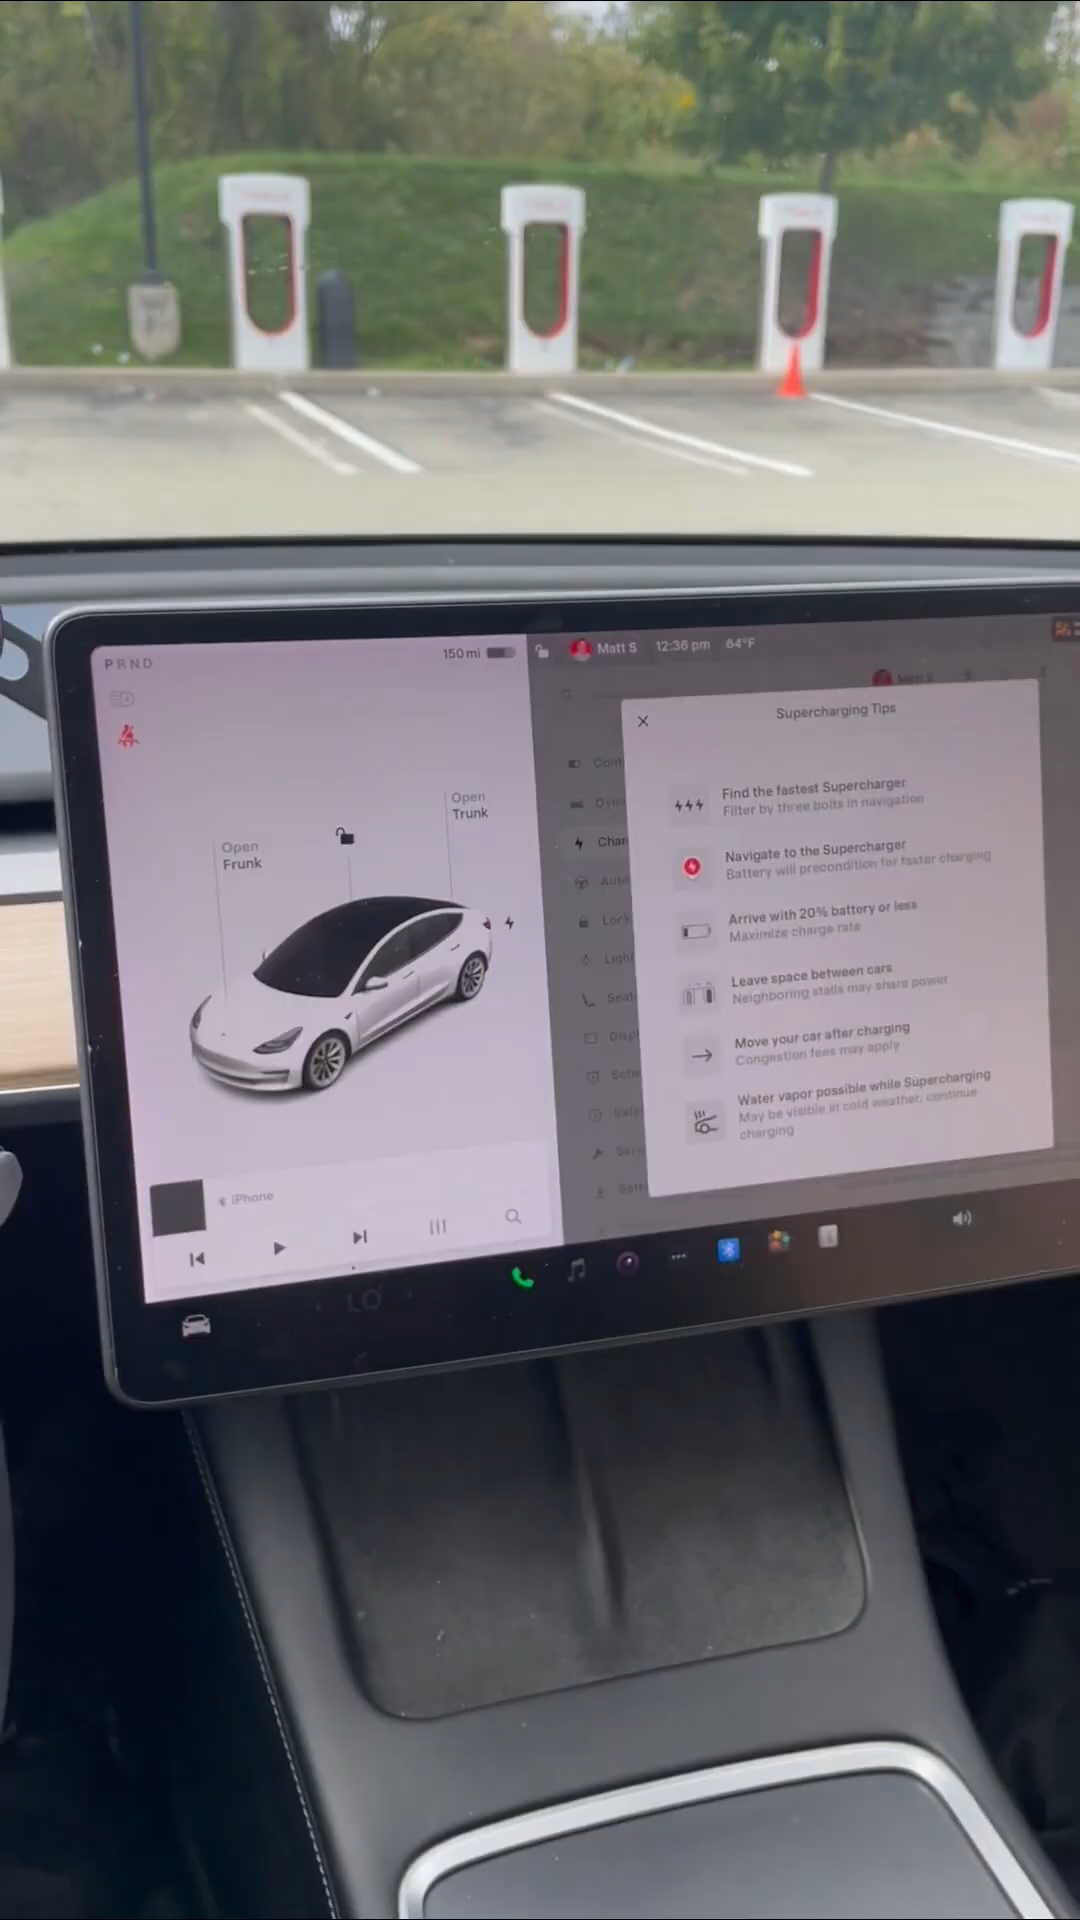 PRND
150 mi
Matt S
12:36 pm
64°F
Open
Frunk
Open
Trunk
iPhone
LO
Char
Supercharging Tips
Find the fastest Supercharger
Filter by three bolts in navigation
Navigate to the Supercharger
Battery will precondition for faster charging
Arrive with 20% battery or less
Maximize charge rate
Leave space between cars
Neighboring stalls may share power
Move your car after charging
Congestion fees may apply
Water vapor possible while Supercharging
May be visible in cold weather, continue
charging